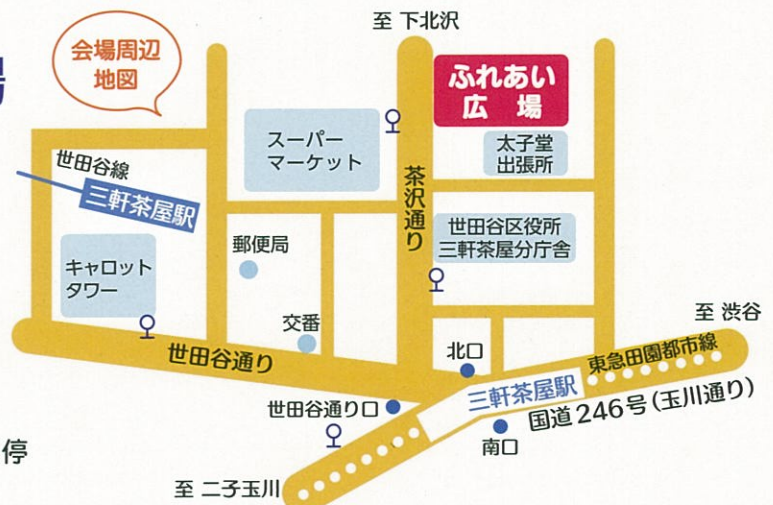 至 下北沢
場
会場周辺
地図
ふれあい
広 場
スーパー
マーケット
太子堂
出張所
世田谷線
三軒茶屋駅
茶沢通り
世田谷区役所
三軒茶屋分庁舎
郵便局
キャロット
タワー
交番
至 渋谷
世田谷通り
北口
東急田園都市線
三軒茶屋駅
世田谷通り口
国道246号(玉川通り)
南口
停
至 二子玉川